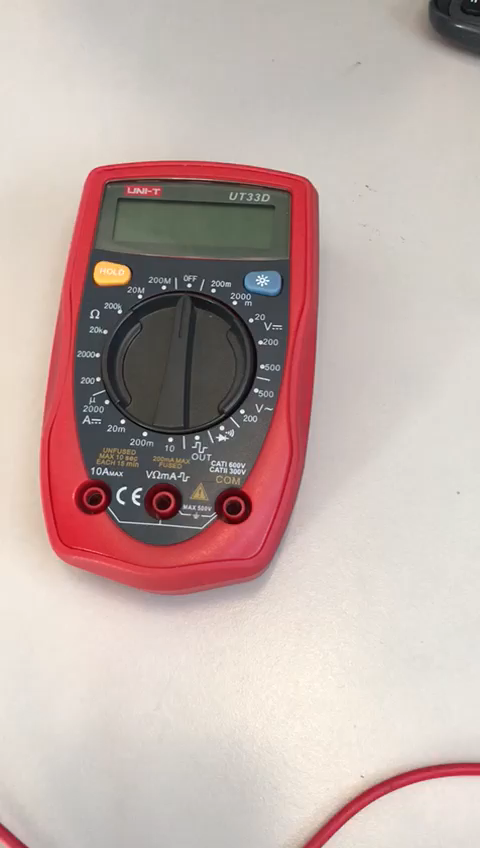 UNI-T
UT33D
HOLD
OFF
200m
2000
m
20
V⎓
200
500
500
V~
200
OUT
10
200m
20m
A⎓
2000
μ
200
2000
20k
Ω
200k
20M
200M
UNFUSED
MAX 10 sec
EACH 15 min
10AMAX
CE
200mA MAX
FUSED
VΩmA
CATI 600V
CATII 300V
COM
MAX 500V